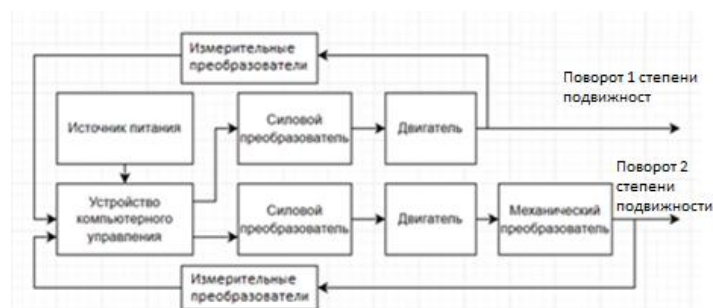 Измерительные
преобразователи
Поворот 1 степени
подвижност
Источник питания
Силовой
преобразователь
Двигатель
Поворот 2
степени
подвижности
Устройство
компьютерного
управления
Силовой
преобразователь
Двигатель
Механический
преобразователь
Измерительные
преобразователи